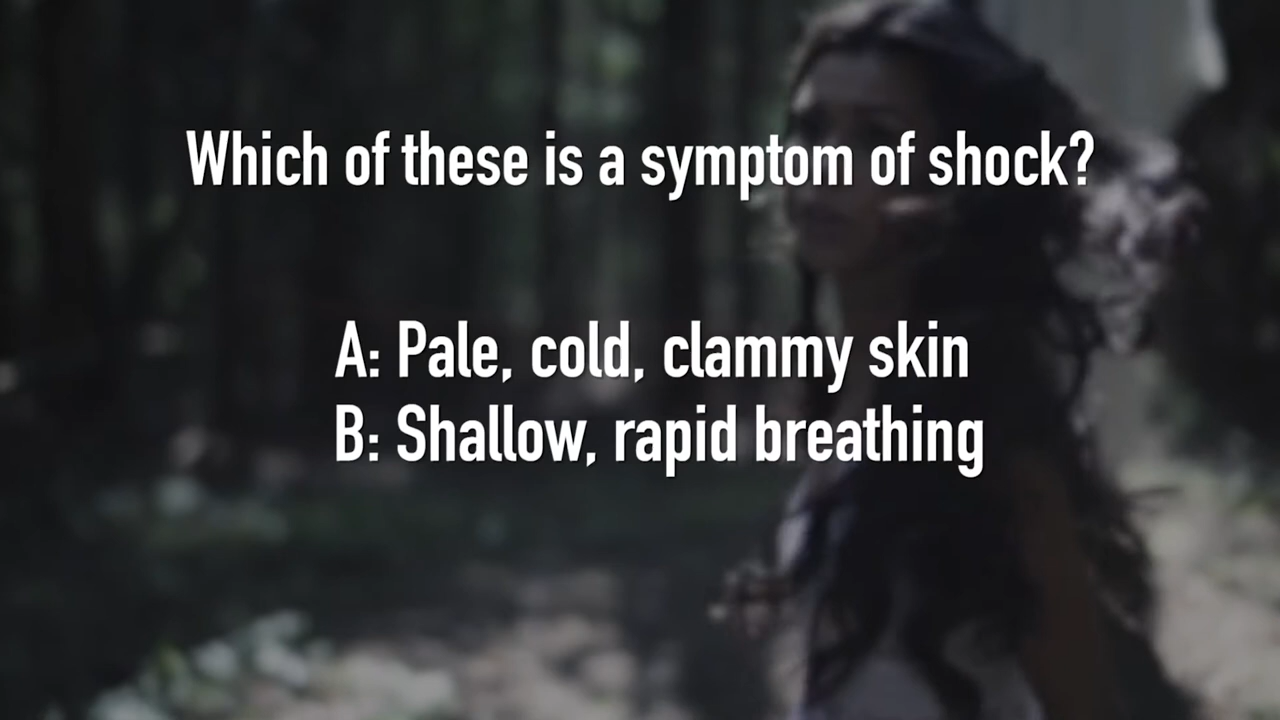 Which of these is a symptom of shock?
A: Pale, cold, clammy skin
B: Shallow, rapid breathing